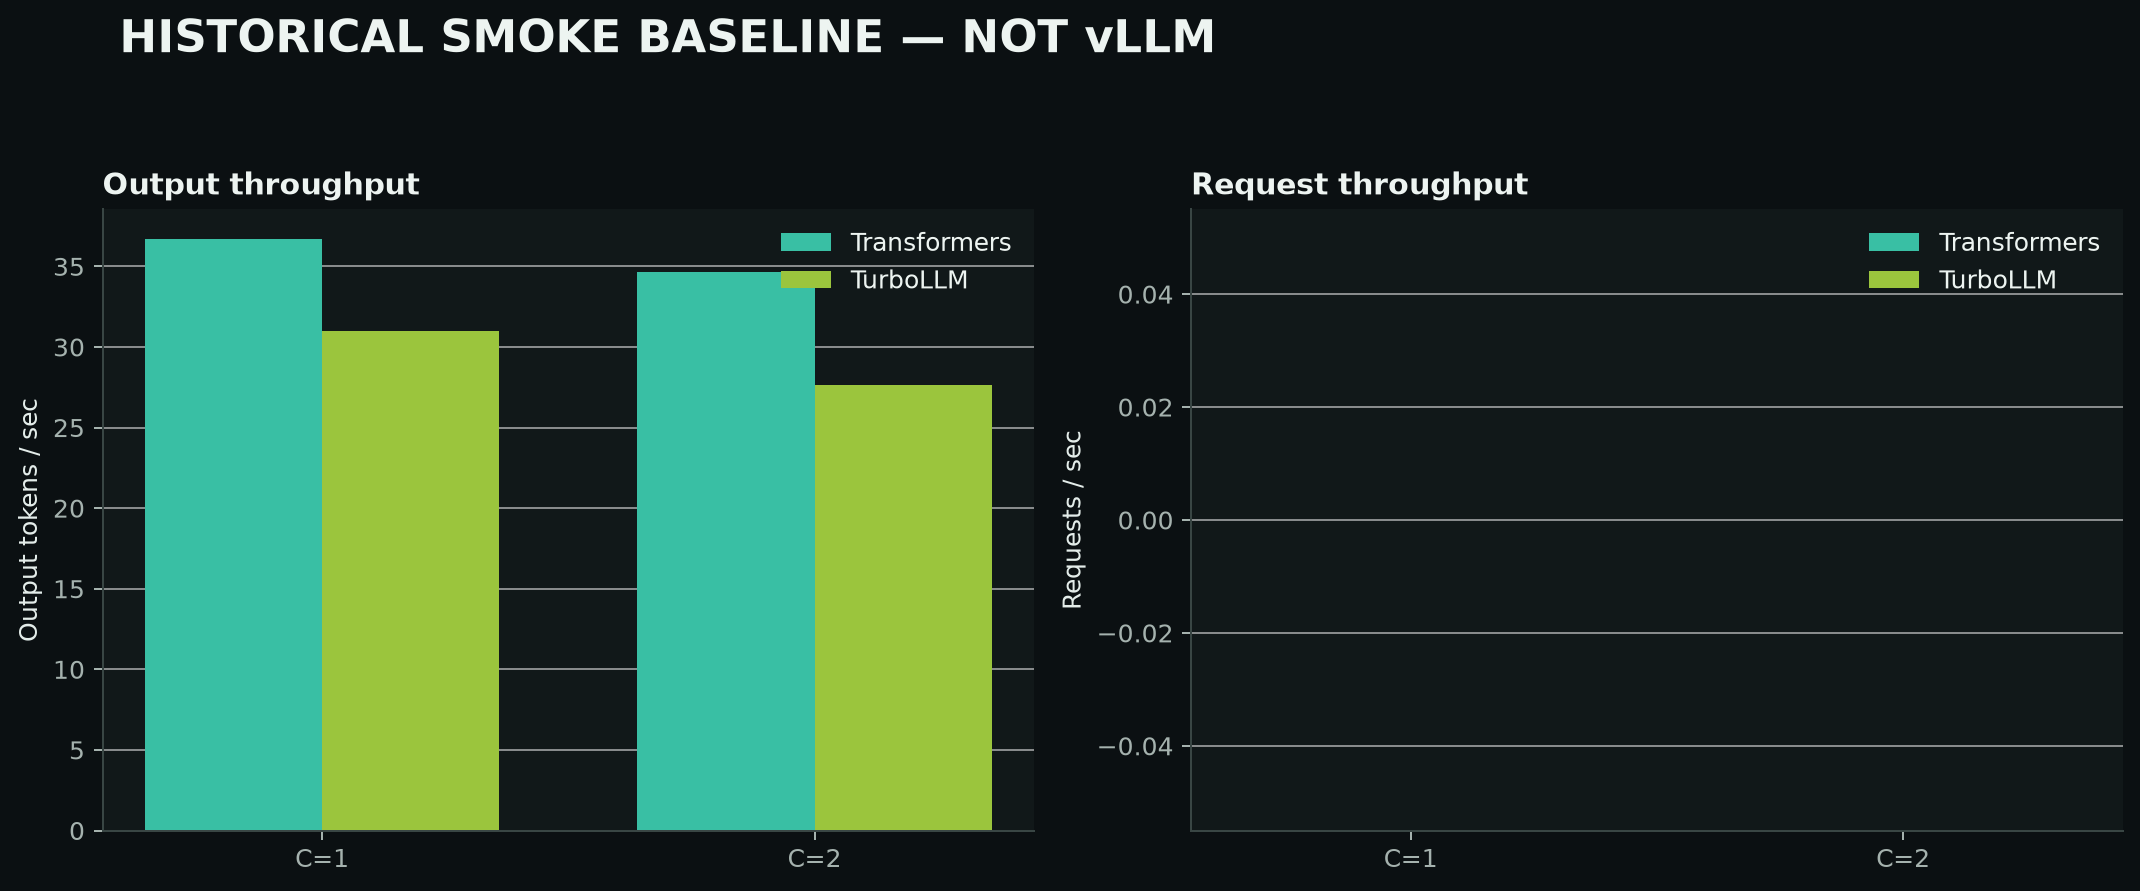 HISTORICAL SMOKE BASELINE — NOT vLLM
Output throughput
Transformers
TurboLLM
Output tokens / sec
35
30
25
20
15
10
5
0
C=1
C=2
Request throughput
Transformers
TurboLLM
Requests / sec
0.04
0.02
0.00
−0.02
−0.04
C=1
C=2